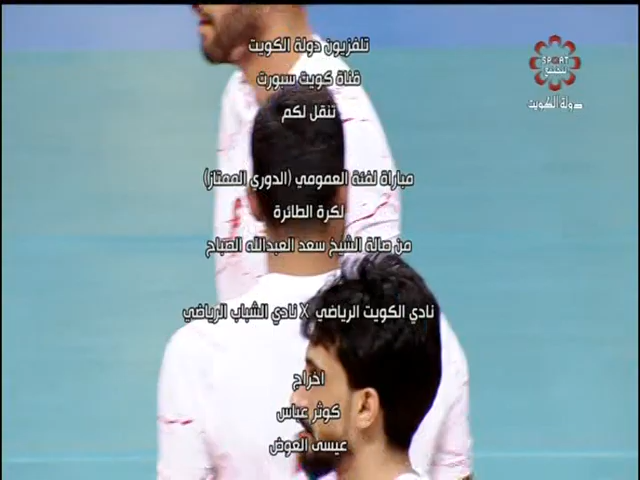 تلفزيون دولة الكويت
قناة كويت سبورت
تنقل لكم
مباراة لفئة العمومي (الدوري الممتاز)
لكرة الطائرة
من صالة الشيخ سعد العبدالله الصباح
نادي الكويت الرياضي X نادي الشباب الرياضي
اخراج
كوثر عباس
عيسى العوض
SPORT
دولة الكويت